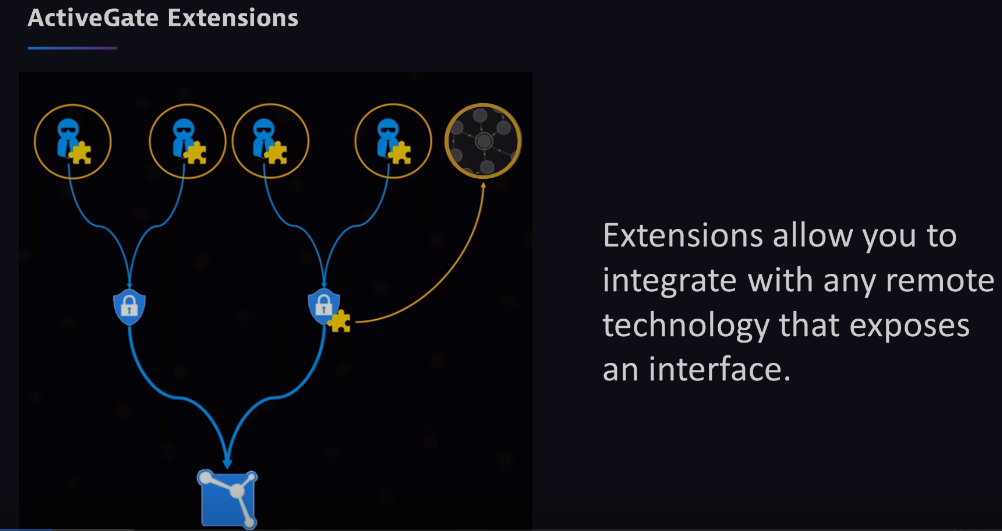 ActiveGate Extensions
Extensions allow you to
integrate with any remote
technology that exposes
an interface.